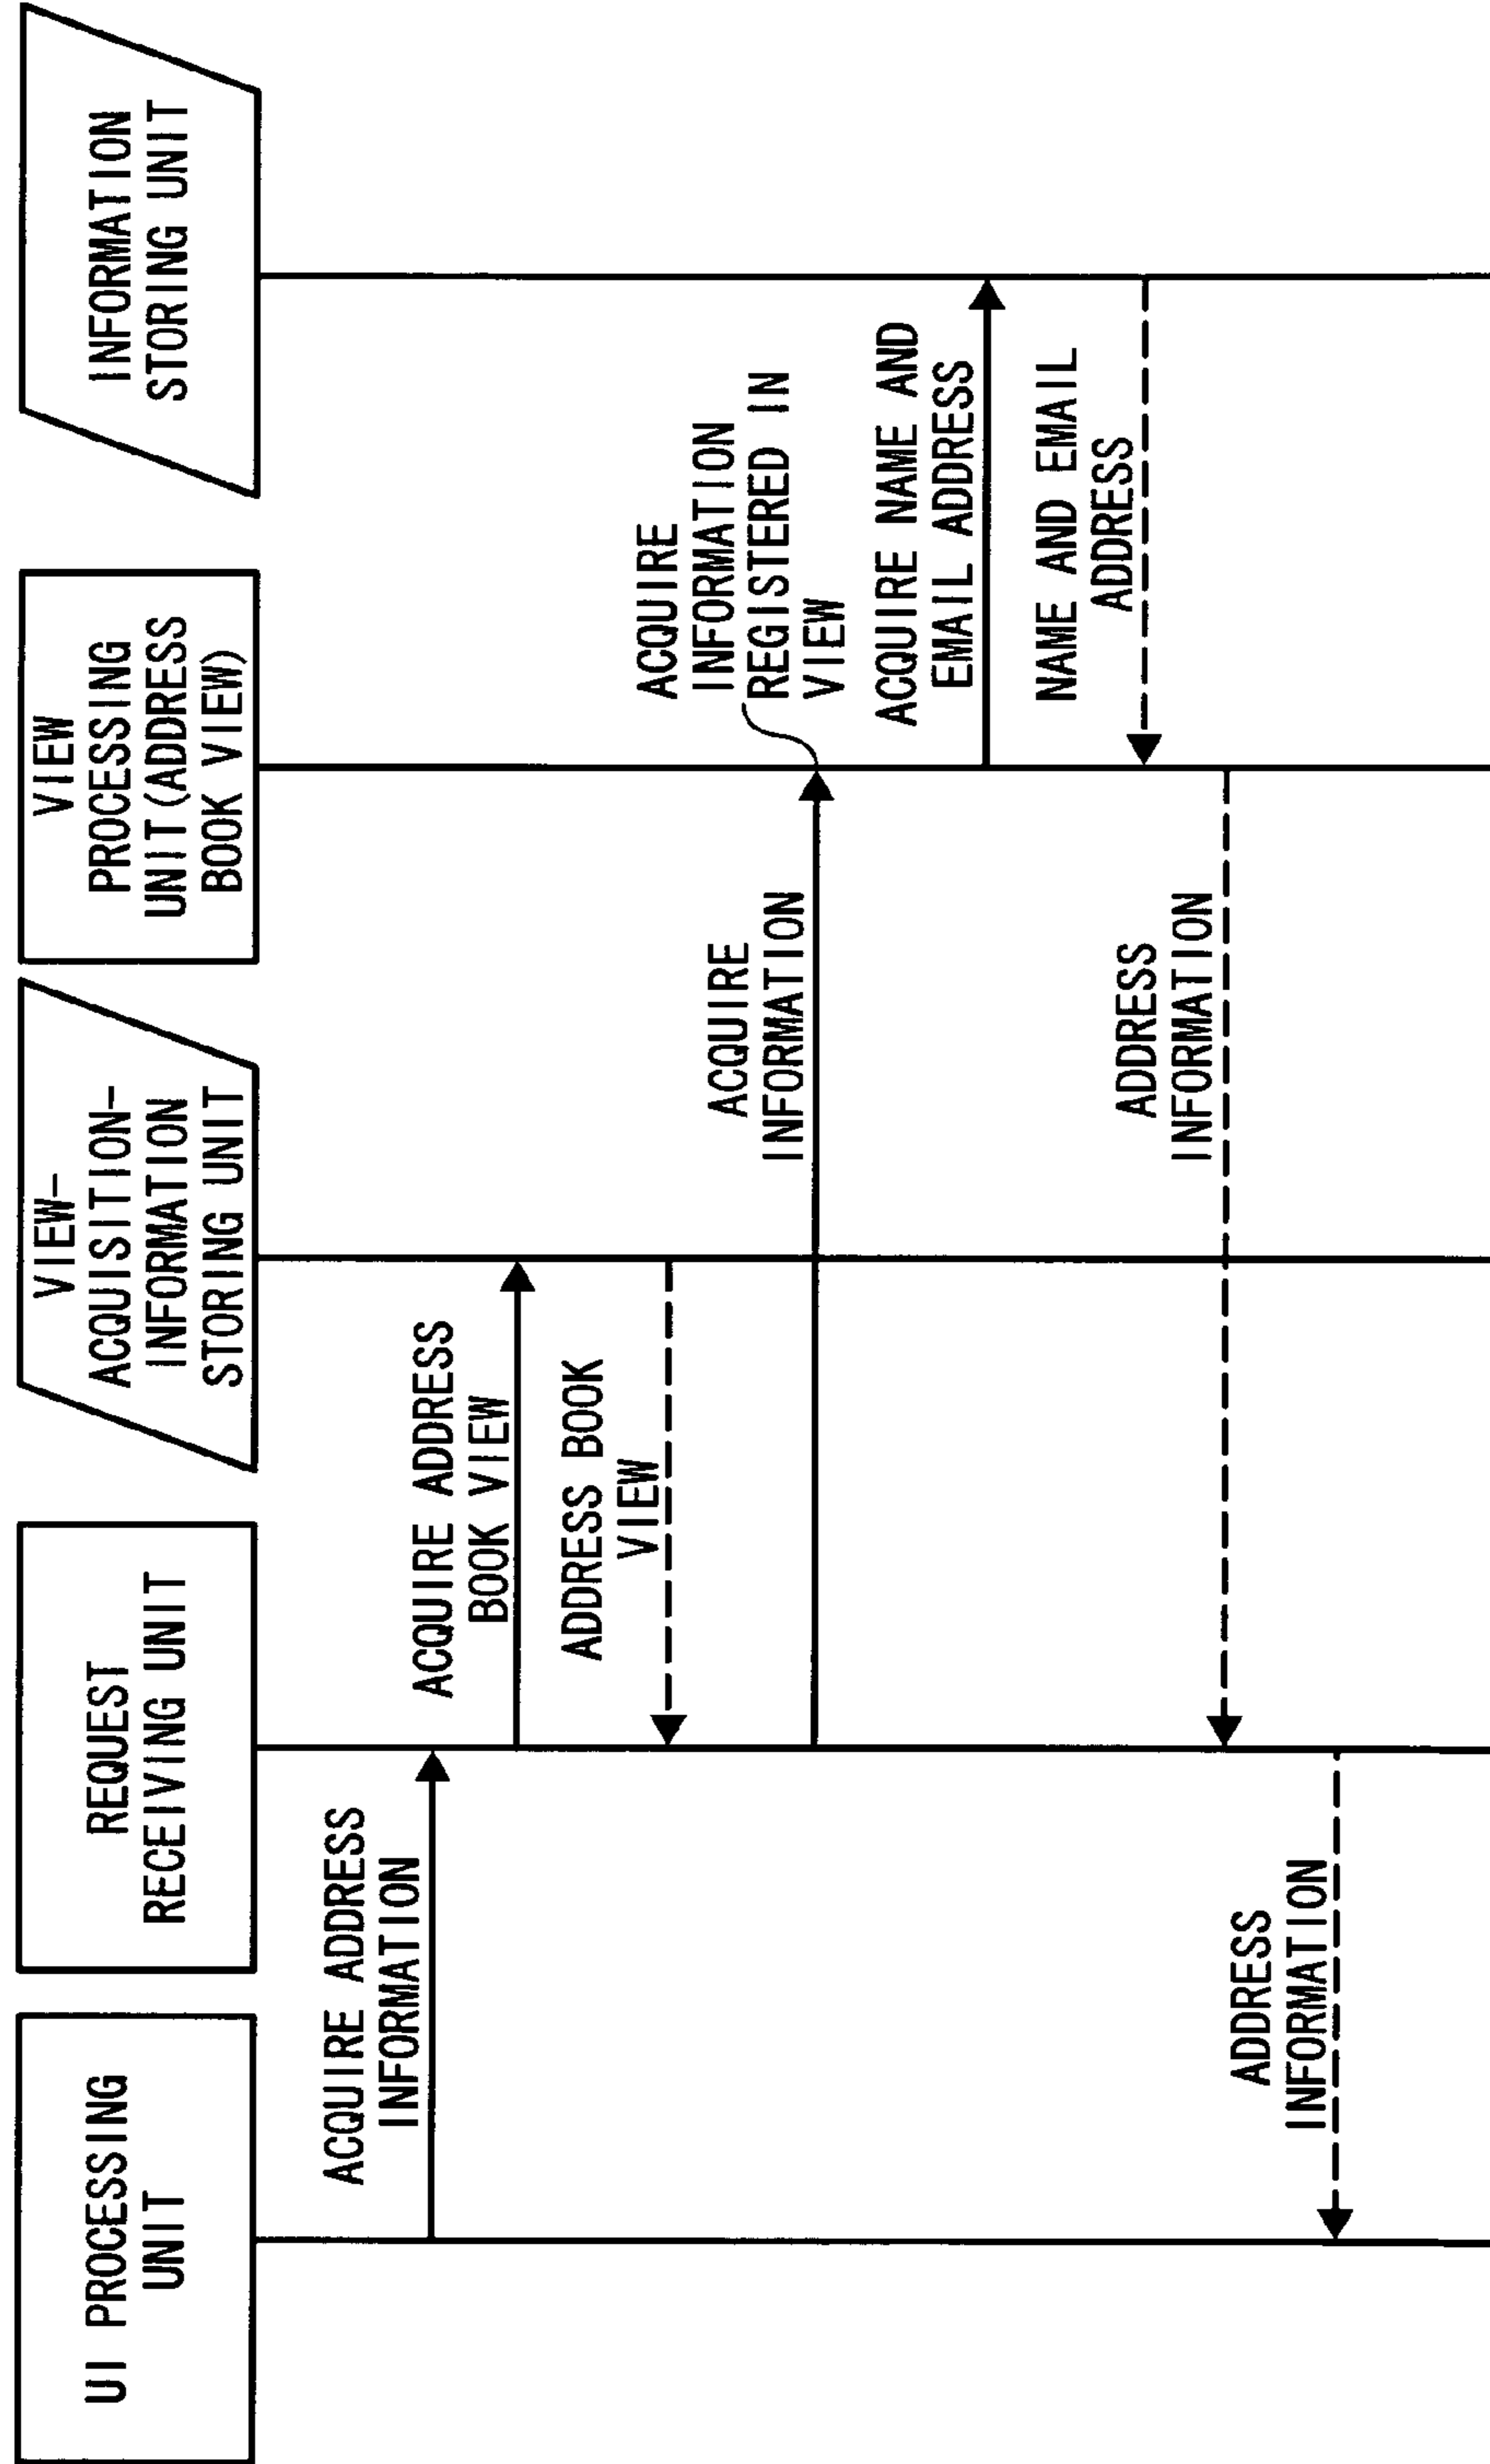 UI PROCESSING
UNIT
REQUEST
RECEIVING UNIT
VIEW-
ACQUISITION-
INFORMATION
STORING UNIT
VIEW
PROCESSING
UNIT(ADDRESS
BOOK VIEW)
INFORMATION
STORING UNIT
ACQUIRE ADDRESS
INFORMATION
ACQUIRE ADDRESS
BOOK VIEW
ADDRESS BOOK
VIEW
ACQUIRE
INFORMATION
ACQUIRE
INFORMATION
REGISTERED IN
VIEW
ACQUIRE NAME AND
EMAIL ADDRESS
NAME AND EMAIL
ADDRESS
ADDRESS
INFORMATION
ADDRESS
INFORMATION